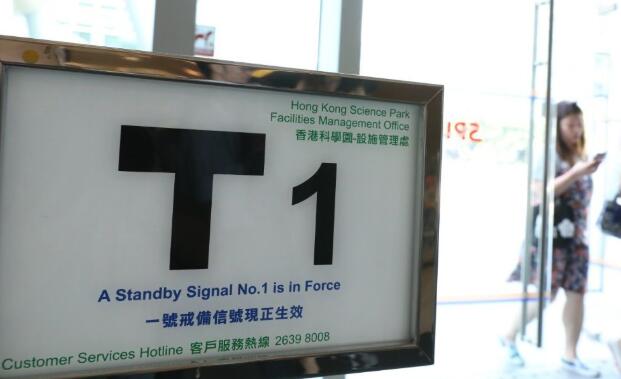 Hong Kong Science Park
Facilities Management Office
香港科學園-設施管理處
T1
A Standby Signal No.1 is in Force
一號戒備信號現正生效
Customer Services Hotline 客戶服務熱線 2639 8008
SP!